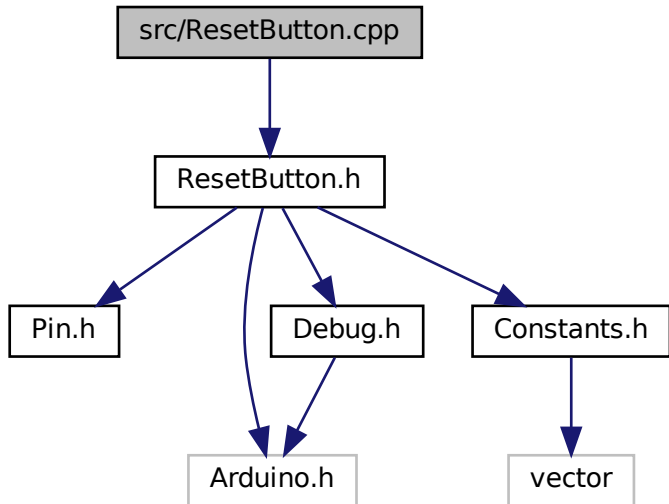 src/ResetButton.cpp
ResetButton.h
Pin.h
Debug.h
Constants.h
Arduino.h
vector